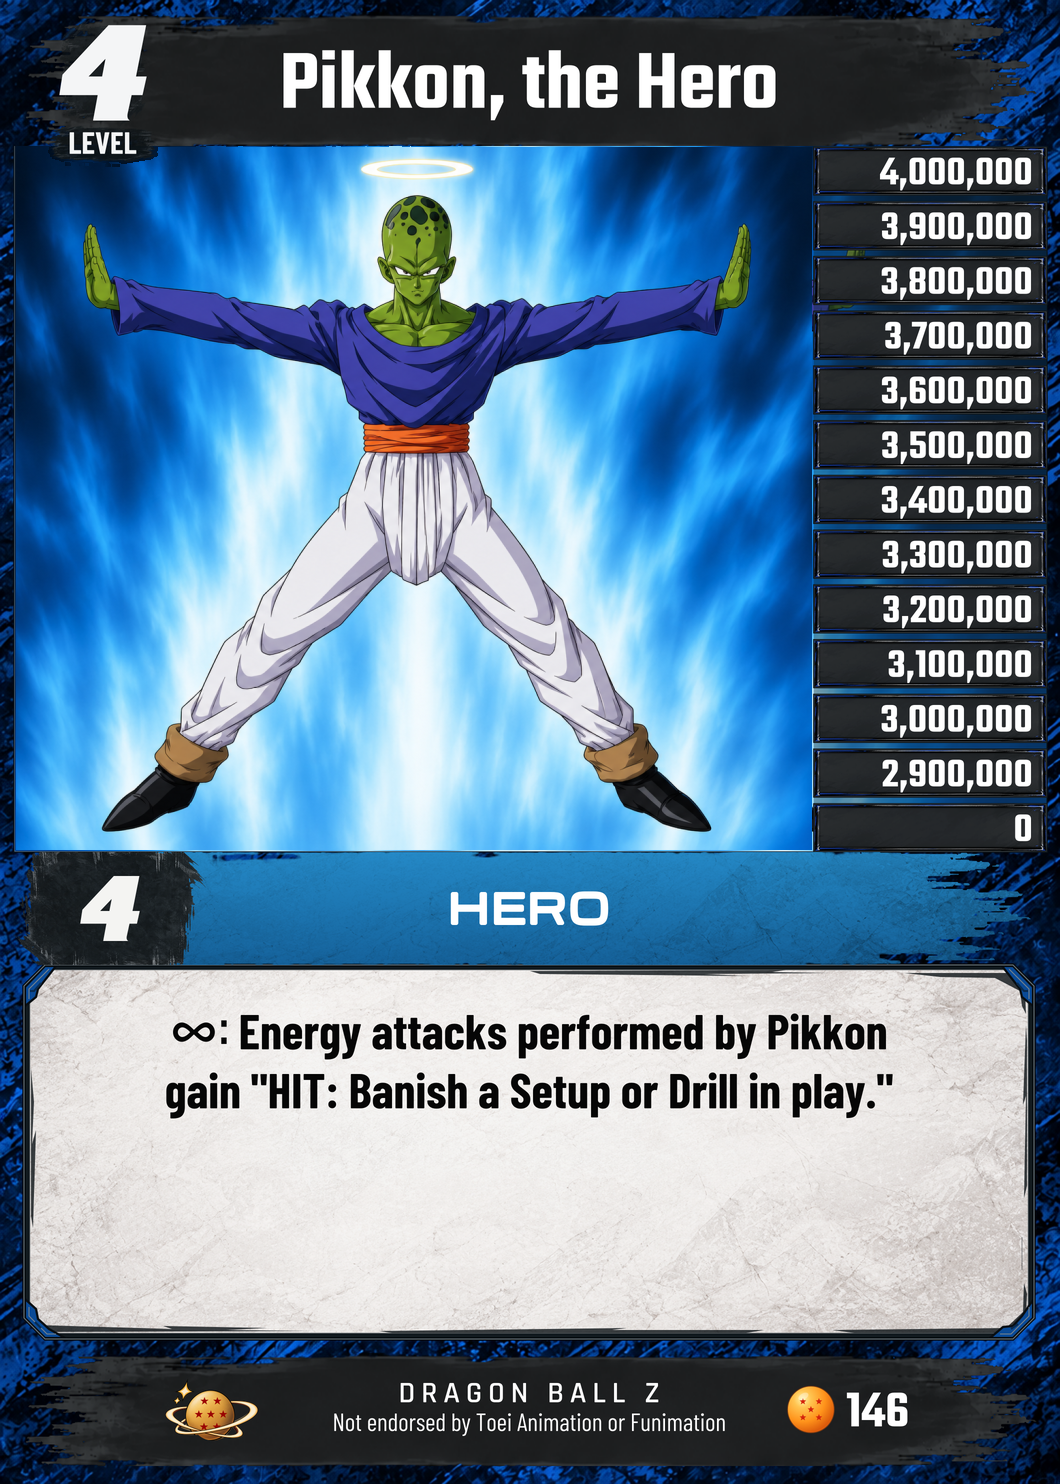 4
LEVEL
Pikkon, the Hero
4,000,000
3,900,000
3,800,000
3,700,000
3,600,000
3,500,000
3,400,000
3,300,000
3,200,000
3,100,000
3,000,000
2,900,000
0
4
HERO
∞: Energy attacks performed by Pikkon
gain "HIT: Banish a Setup or Drill in play."
DRAGON BALL Z
Not endorsed by Toei Animation or Funimation
146